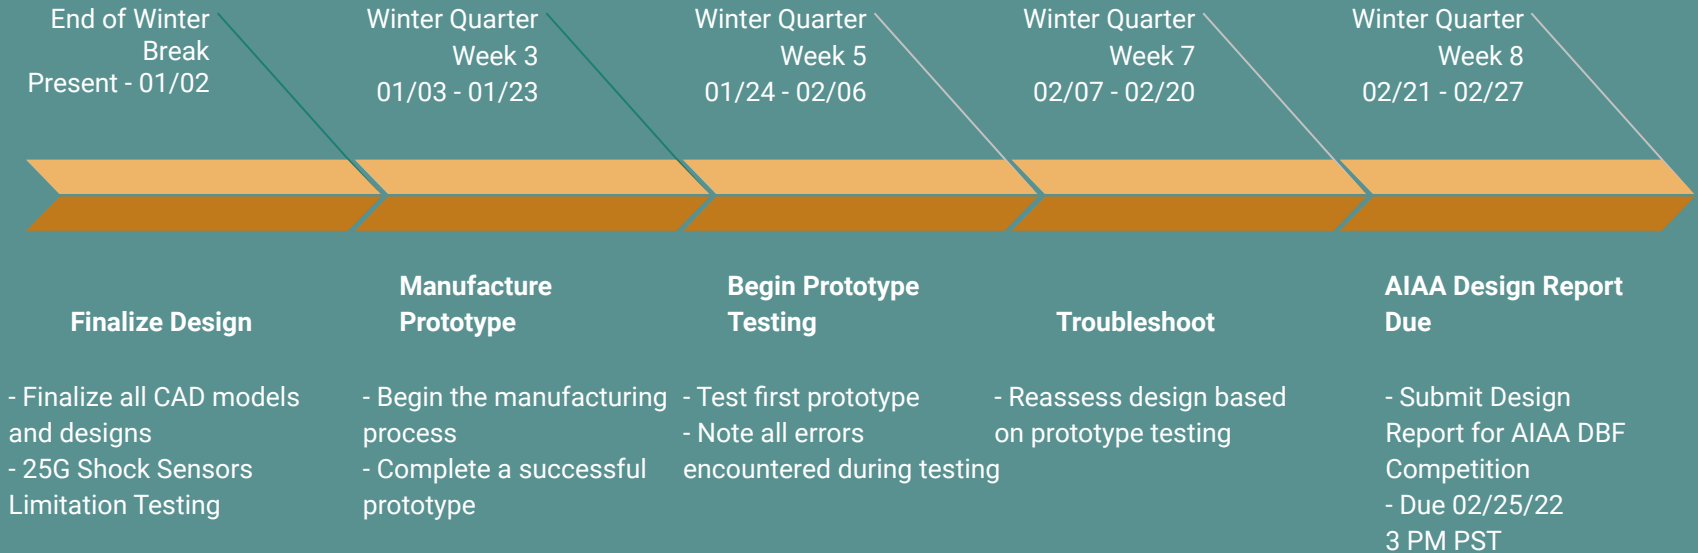 End of Winter
Break
Present - 01/02
Winter Quarter
Week 3
01/03 - 01/23
Winter Quarter
Week 5
01/24 - 02/06
Winter Quarter
Week 7
02/07 - 02/20
Winter Quarter
Week 8
02/21 - 02/27
Finalize Design
- Finalize all CAD models
and designs
- 25G Shock Sensors
Limitation Testing
Manufacture
Prototype
- Begin the manufacturing
process
- Complete a successful
prototype
Begin Prototype
Testing
- Test first prototype
- Note all errors
encountered during testing
Troubleshoot
- Reassess design based
on prototype testing
AIAA Design Report
Due
- Submit Design
Report for AIAA DBF
Competition
- Due 02/25/22
3 PM PST